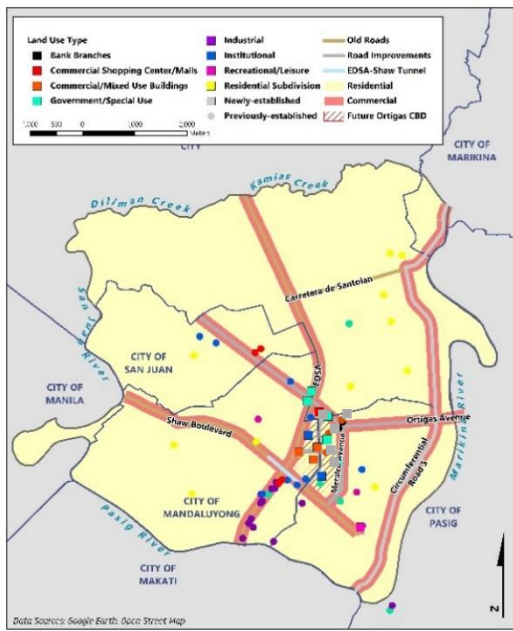 Land Use Type
Bank Branches
Commercial Shopping Center/Malls
Commercial/Mixed Use Buildings
Government/Special Use
Industrial
Institutional
Recreational/Leisure
Residential Subdivision
Newly-established
Previously-established
Old Roads
Road Improvements
EDSA-Shaw Tunnel
Residential
Commercial
Future Ortigas CBD
1,000 500 0 1,000 2,000
Meters
CITY
CITY OF
MARIKINA
Kamias Creek
Diliman Creek
Carretera de Santolan
San Juan
River
CITY OF
SAN JUAN
EDSA
CITY OF
MANILA
Shaw Boulevard
Ortigas Avenue
Meralco Avenue
Marikina River
Circumferential
Road 5
CITY OF
MANDALUYONG
CITY OF
PASIG
Pasig River
CITY OF
MAKATI
N
Data Sources: Google Earth, Open Street Map